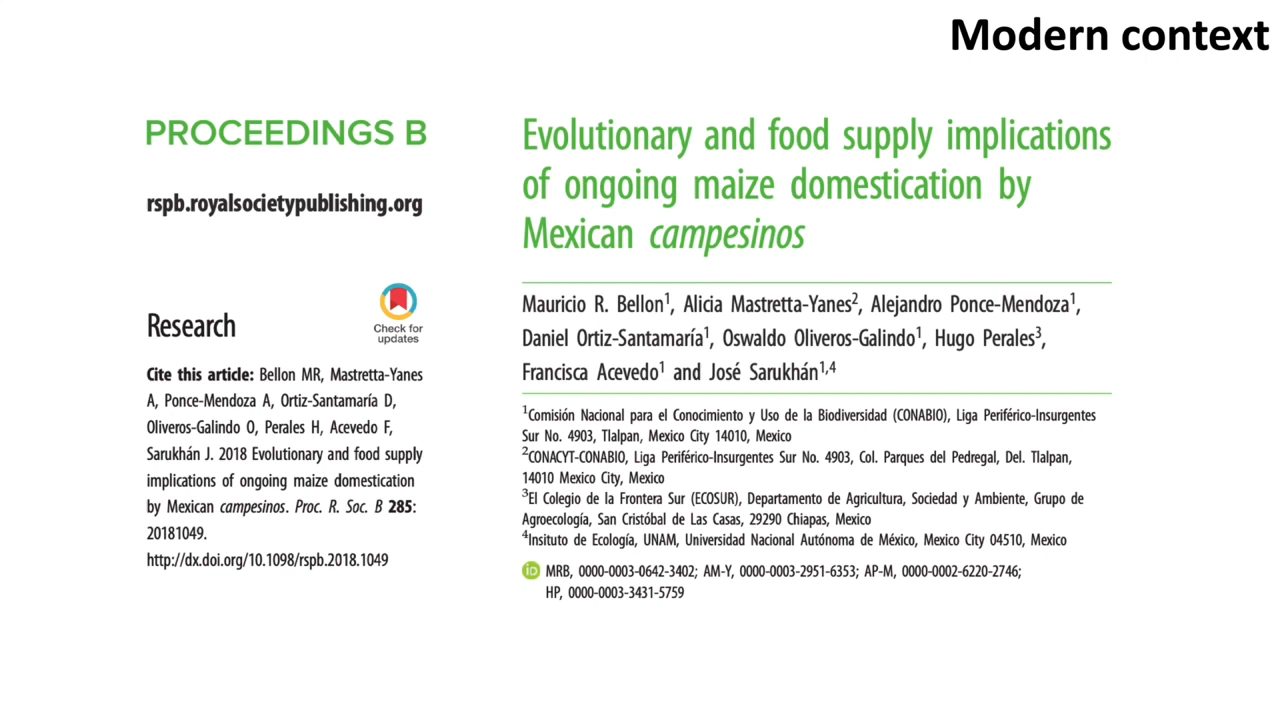 Modern context
PROCEEDINGS B
rspb.royalsocietypublishing.org
Research
Check for
updates
Cite this article: Bellon MR, Mastretta-Yanes
A, Ponce-Mendoza A, Ortiz-Santamaría D,
Oliveros-Galindo O, Perales H, Acevedo F,
Sarukhán J. 2018 Evolutionary and food supply
implications of ongoing maize domestication
by Mexican campesinos. Proc. R. Soc. B 285:
20181049.
http://dx.doi.org/10.1098/rspb.2018.1049
Evolutionary and food supply implications
of ongoing maize domestication by
Mexican campesinos
Mauricio R. Bellon1, Alicia Mastretta-Yanes2, Alejandro Ponce-Mendoza1,
Daniel Ortiz-Santamaría1, Oswaldo Oliveros-Galindo1, Hugo Perales3,
Francisca Acevedo1 and José Sarukhán1,4
1Comisión Nacional para el Conocimiento y Uso de la Biodiversidad (CONABIO), Liga Periférico-Insurgentes
Sur No. 4903, Tlalpan, Mexico City 14010, Mexico
2CONACYT-CONABIO, Liga Periférico-Insurgentes Sur No. 4903, Col. Parques del Pedregal, Del. Tlalpan,
14010 Mexico City, Mexico
3El Colegio de la Frontera Sur (ECOSUR), Departamento de Agricultura, Sociedad y Ambiente, Grupo de
Agroecología, San Cristóbal de Las Casas, 29290 Chiapas, Mexico
4Insituto de Ecología, UNAM, Universidad Nacional Autónoma de México, Mexico City 04510, Mexico
iD MRB, 0000-0003-0642-3402; AM-Y, 0000-0003-2951-6353; AP-M, 0000-0002-6220-2746;
HP, 0000-0003-3431-5759